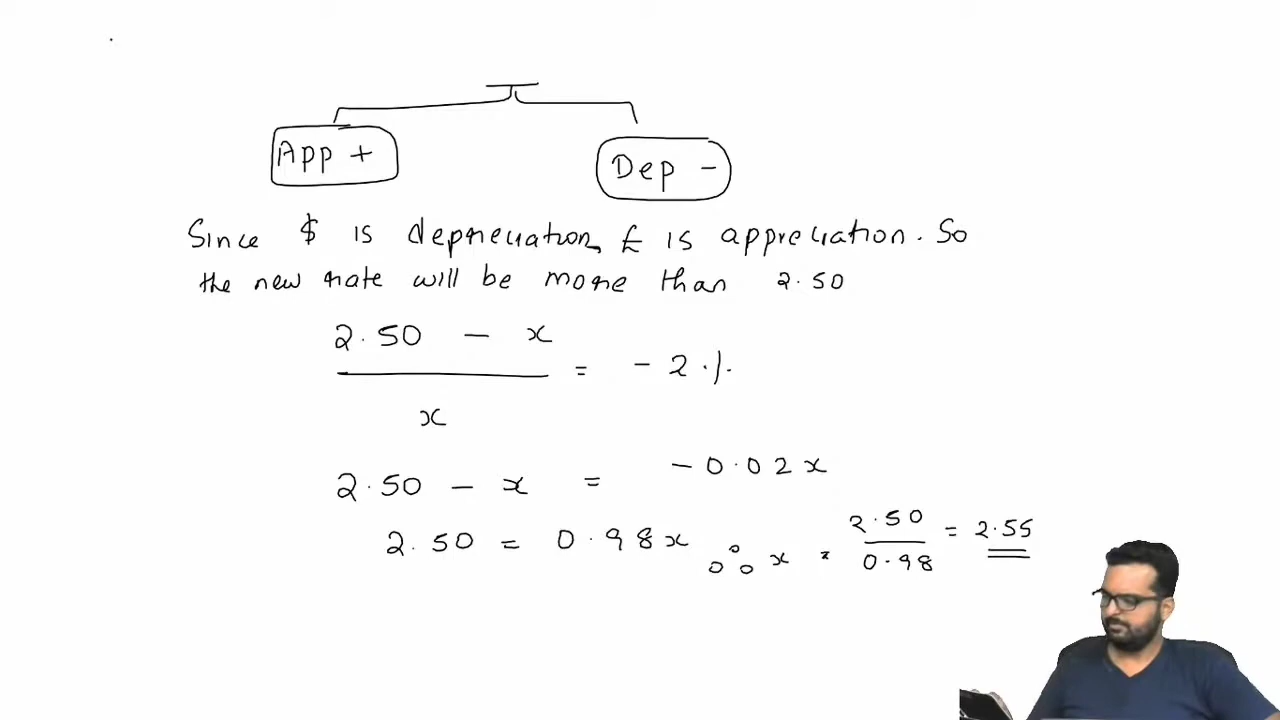 App +
Dep -
Since $ is depreciation, £ is appreciation. So
the new rate will be more than 2.50
2.50 - x
x
= -2%
2.50 - x = -0.02x
2.50 = 0.98x ∴ x = 2.50/0.98 = 2.55